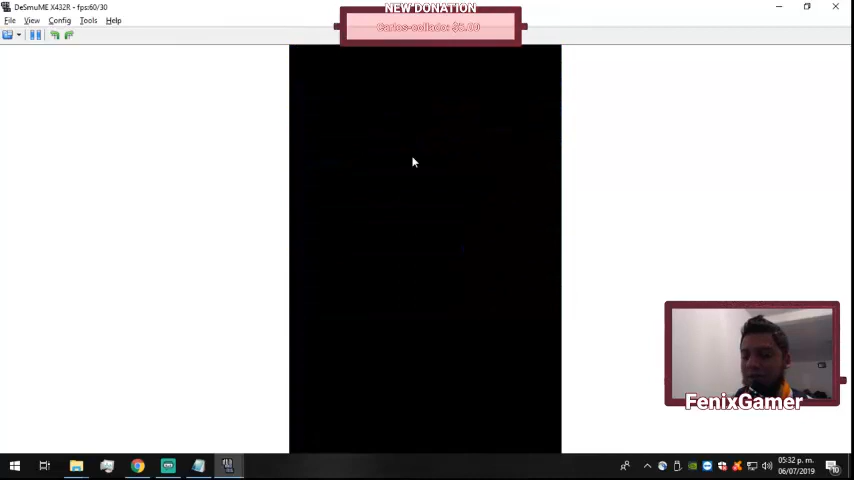 DeSmuME X432R - fps:60/30
NEW DONATION
File View Config Tools Help
FenixGamer
05:32 p. m.
06/07/2019